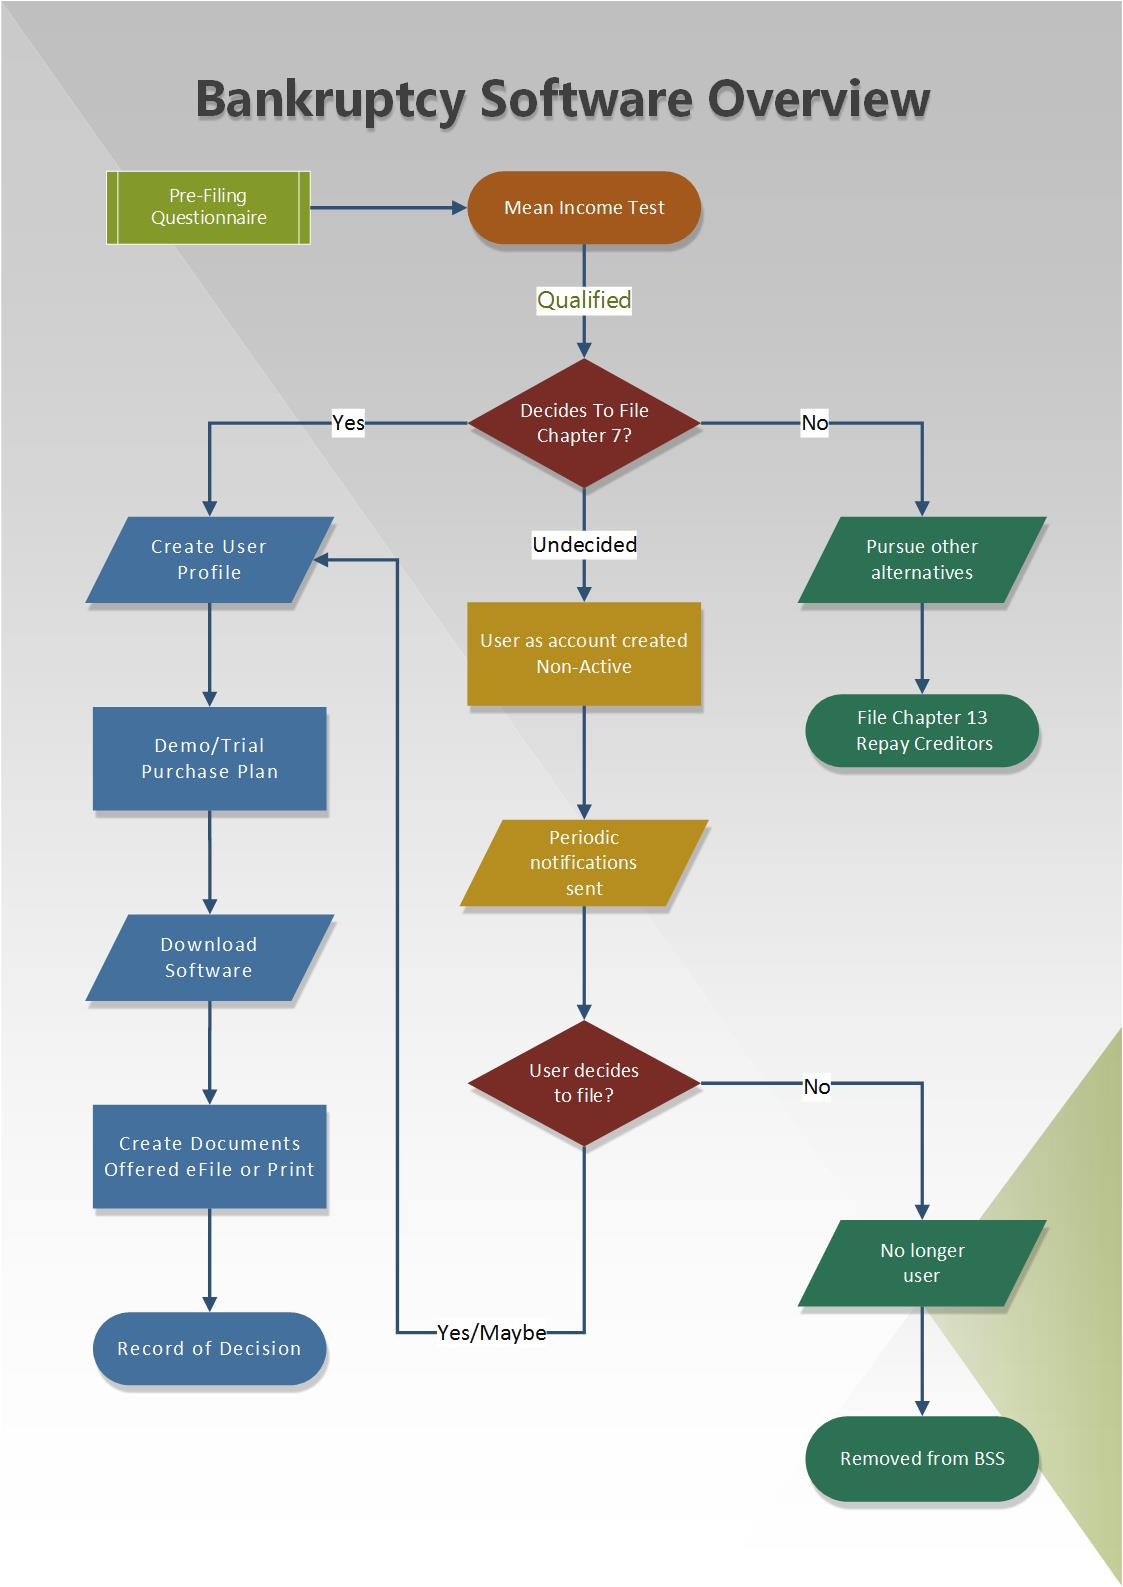 Bankruptcy Software Overview
Pre-Filing
Questionnaire
Mean Income Test
Qualified
Decides To File
Chapter 7?
Yes
No
Undecided
Create User
Profile
Pursue other
alternatives
User as account created
Non-Active
File Chapter 13
Repay Creditors
Demo/Trial
Purchase Plan
Periodic
notifications
sent
Download
Software
User decides
to file?
No
Create Documents
Offered eFile or Print
No longer
user
Yes/Maybe
Record of Decision
Removed from BSS